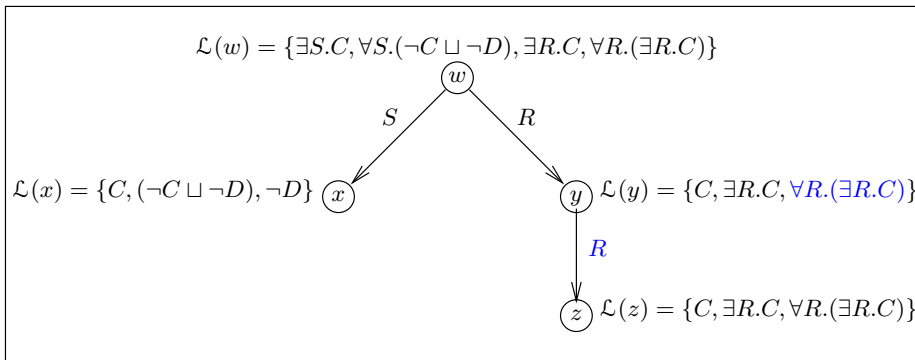 ℒ(w) = {∃S.C, ∀S.(¬C ⊔ ¬D), ∃R.C, ∀R.(∃R.C)}
w
S
R
ℒ(x) = {C, (¬C ⊔ ¬D), ¬D}
x
y
ℒ(y) = {C, ∃R.C, ∀R.(∃R.C)}
R
z
ℒ(z) = {C, ∃R.C, ∀R.(∃R.C)}